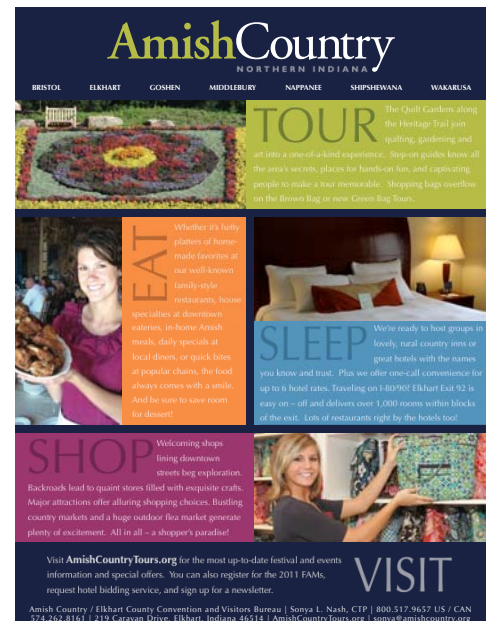 AmishCountry
NORTHERN INDIANA
BRISTOL ELKHART GOSHEN MIDDLEBURY NAPPANEE SHIPSHEWANA WAKARUSA
TOUR
The Quilt Gardens along
the Heritage Trail join
quilting, gardening and
art into a one-of-a-kind experience. Step-on guides know all
the area's secrets, places for hands-on fun, and captivating
people to make a tour memorable. Shopping bags overflow
on the Brown Bag or new Green Bag Tours.
EAT
Whether it's hefty
platters of home-
made favorites at
our well-known
family-style
restaurants, house
specialties at downtown
eateries, in-home Amish
meals, daily specials at
local diners, or quick bites
at popular chains, the food
always comes with a smile.
And be sure to save room
for dessert!
SLEEP
We're ready to host groups in
lovely, rural country inns or
great hotels with the names
you know and trust. Plus we offer one-call convenience for
up to 6 hotel rates. Traveling on I-80/90? Elkhart Exit 92 is
easy on – off and delivers over 1,000 rooms within blocks
of the exit. Lots of restaurants right by the hotels too!
SHOP
Welcoming shops
lining downtown
streets beg exploration.
Backroads lead to quaint stores filled with exquisite crafts.
Major attractions offer alluring shopping choices. Bustling
country markets and a huge outdoor flea market generate
plenty of excitement. All in all – a shopper's paradise!
Visit AmishCountryTours.org for the most up-to-date festival and events
information and special offers. You can also register for the 2011 FAMs,
request hotel bidding service, and sign up for a newsletter.
VISIT
Amish Country / Elkhart County Convention and Visitors Bureau | Sonya L. Nash, CTP | 800.517.9657 US / CAN
574.262.8161 | 219 Caravan Drive, Elkhart, Indiana 46514 | AmishCountryTours.org | sonya@amishcountry.org